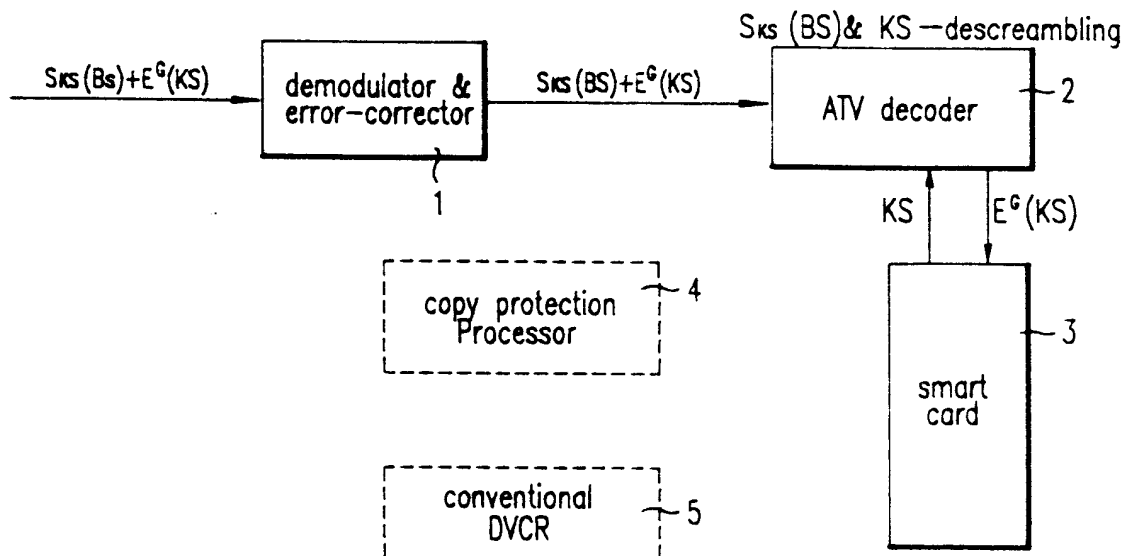 SKS (BS)& KS —descreambling
SKS(BS)+E^G(KS)
demodulator &
error-corrector
1
SKS(BS)+E^G(KS)
ATV decoder
2
KS
E^G(KS)
copy protection
Processor
4
smart
card
3
conventional
DVCR
5